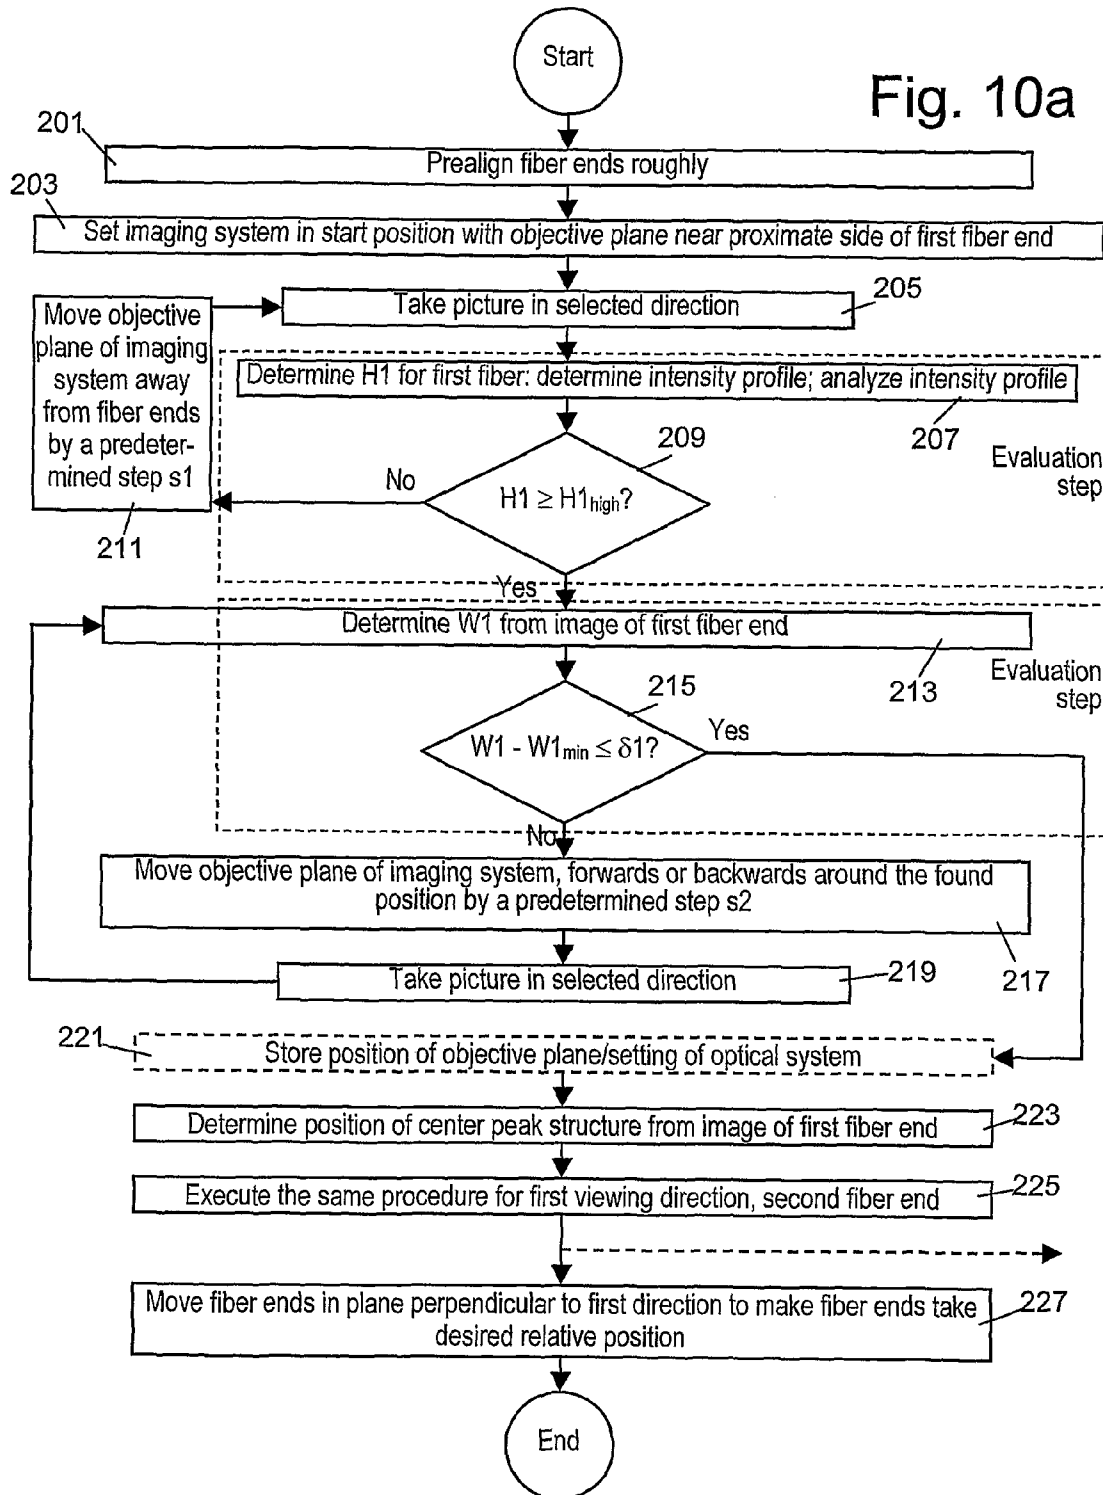 Start
Fig. 10a
201
Prealign fiber ends roughly
203
Set imaging system in start position with objective plane near proximate side of first fiber end
Take picture in selected direction
205
Move objective
plane of imaging
system away
from fiber ends
by a predeter-
mined step s1
211
Determine H1 for first fiber: determine intensity profile; analyze intensity profile
207
209
Evaluation
step
No
H1 ≥ H1high?
Yes
Determine W1 from image of first fiber end
213
Evaluation
step
215
Yes
W1 - W1min ≤ δ1?
No
Move objective plane of imaging system, forwards or backwards around the found
position by a predetermined step s2
217
Take picture in selected direction
219
221
Store position of objective plane/setting of optical system
Determine position of center peak structure from image of first fiber end
223
Execute the same procedure for first viewing direction, second fiber end
225
Move fiber ends in plane perpendicular to first direction to make fiber ends take
desired relative position
227
End